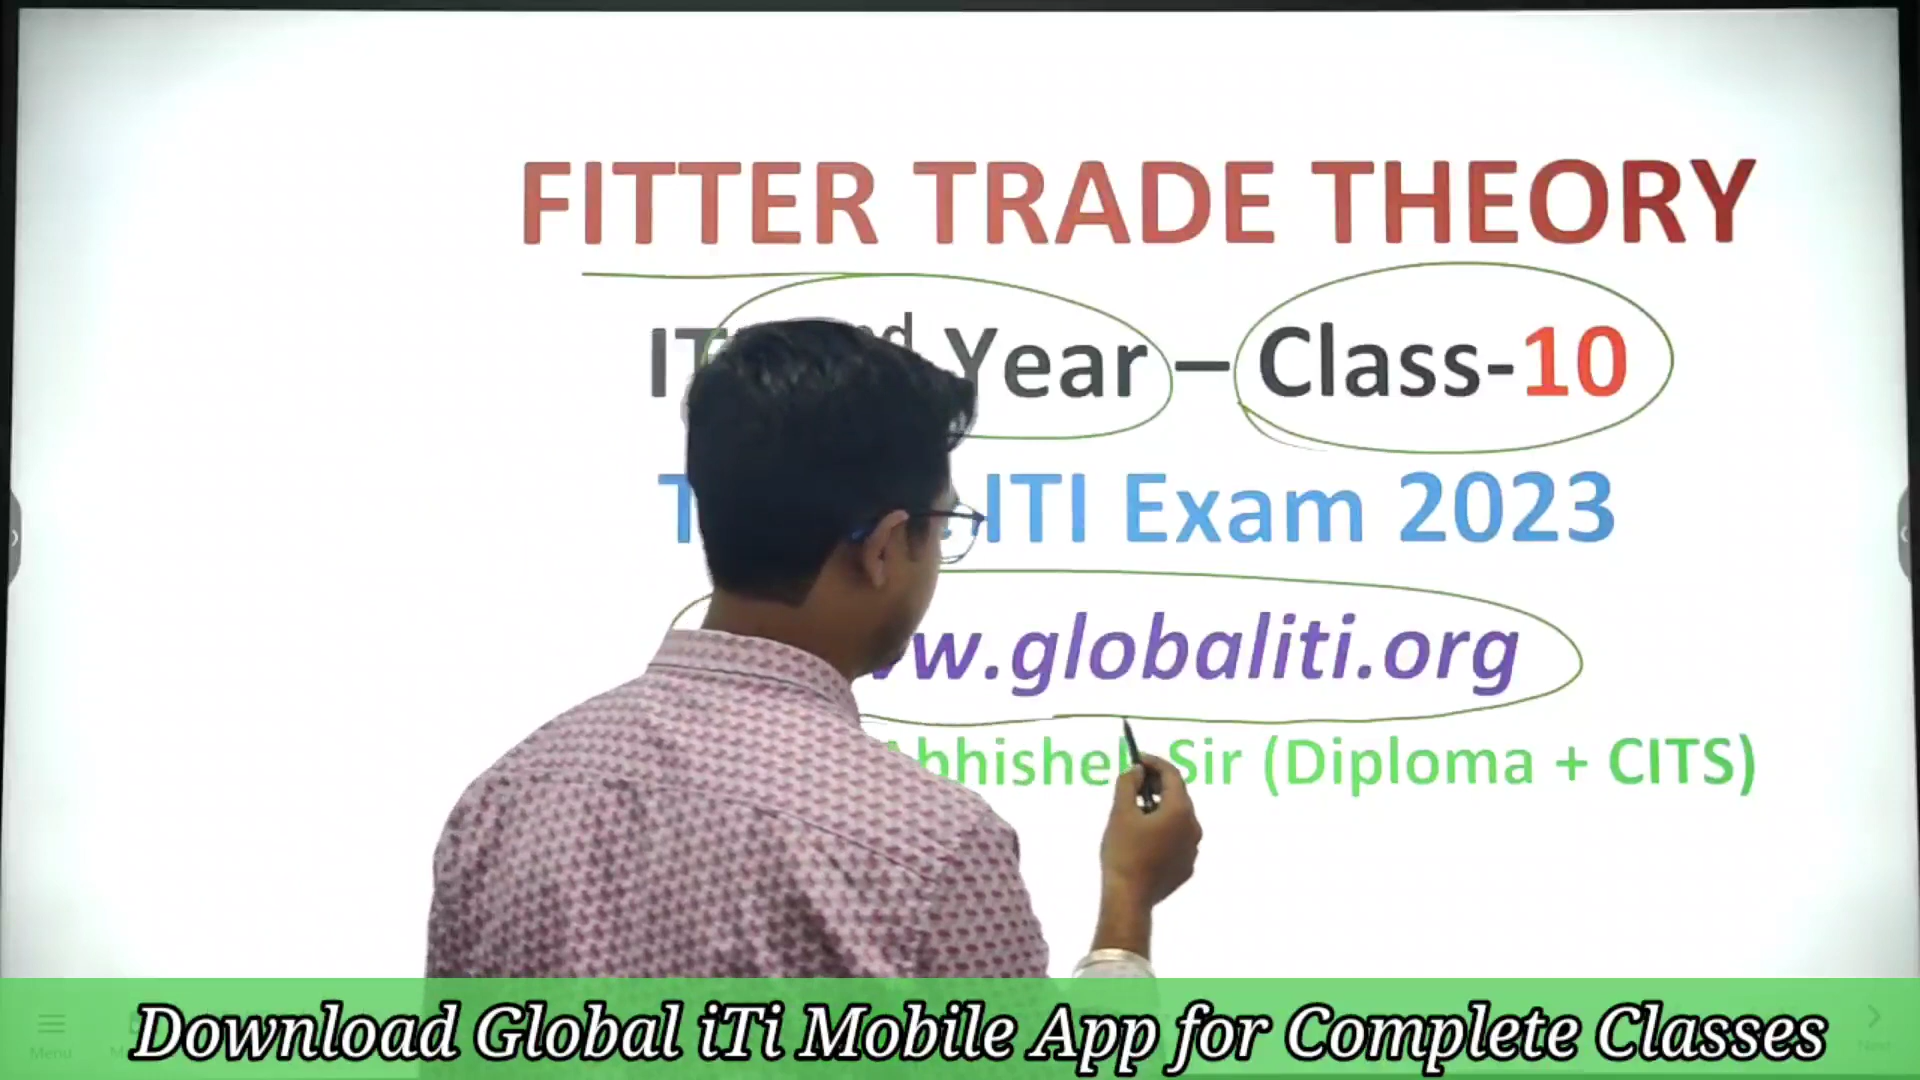 FITTER TRADE THEORY
Year – Class-10
ITI Exam 2023
w.globaliti.org
Sir (Diploma + CITS)
Menu
Download Global iTi Mobile App for Complete Classes